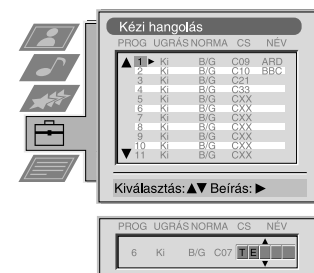 Kézi hangolás
PROG UGRÁS NORMA CS NÉV
1 Ki B/G C09 ARD
2 Ki B/G C10 BBC
3 Ki B/G C21
4 Ki B/G C33
5 Ki B/G CXX
6 Ki B/G CXX
7 Ki B/G CXX
8 Ki B/G CXX
9 Ki B/G CXX
10 Ki B/G CXX
11 Ki B/G CXX
Kiválasztás:▲▼ Beírás: ►
PROG UGRÁS NORMA CS NÉV
6 Ki B/G C07 T E